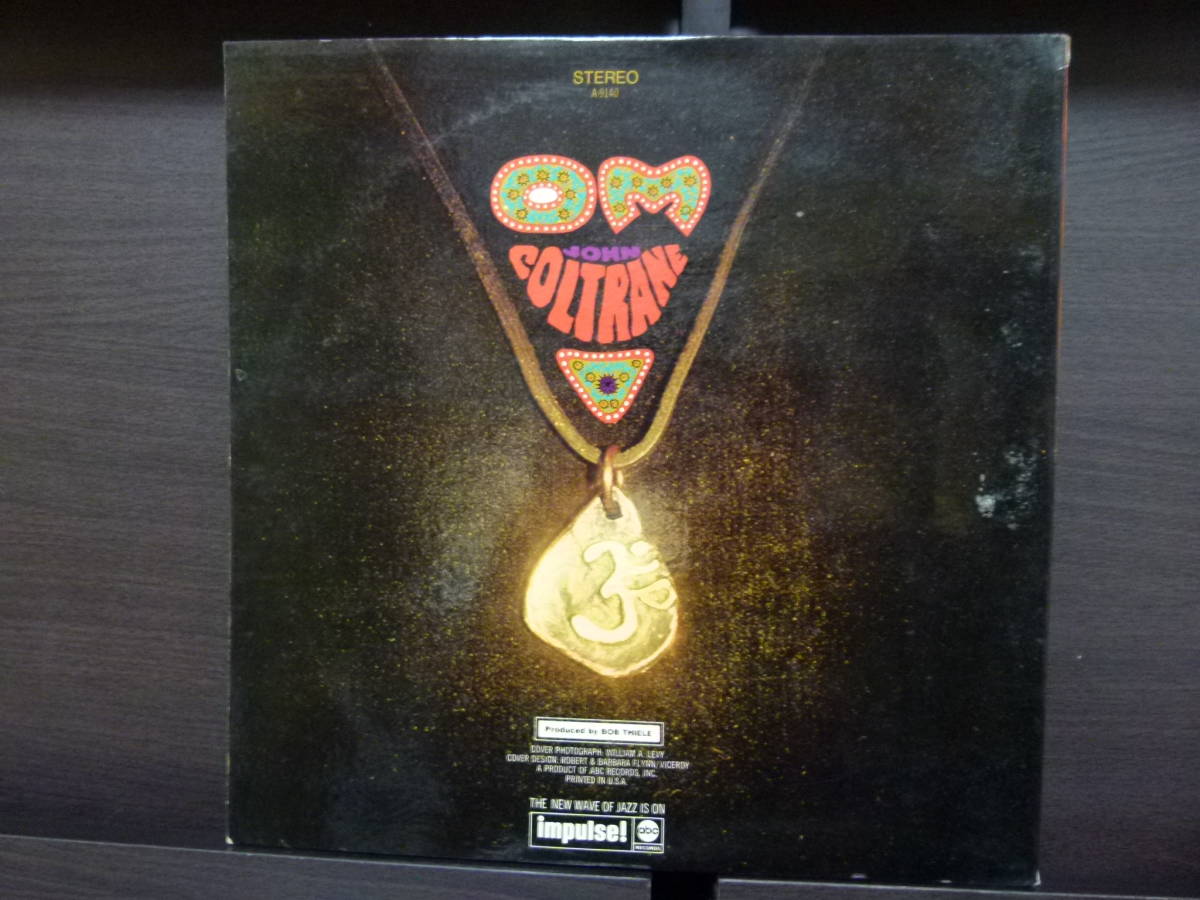 STEREO
A-9140
OM
JOHN
COLTRANE
ॐ
Produced by BOB THIELE
COVER PHOTOGRAPH: WILLIAM A. LEVY
COVER DESIGN: ROBERT & BARBARA FLYNN/VICEROY
A PRODUCT OF ABC RECORDS, INC.
PRINTED IN U.S.A.
THE NEW WAVE OF JAZZ IS ON
impulse! abc
RECORDS